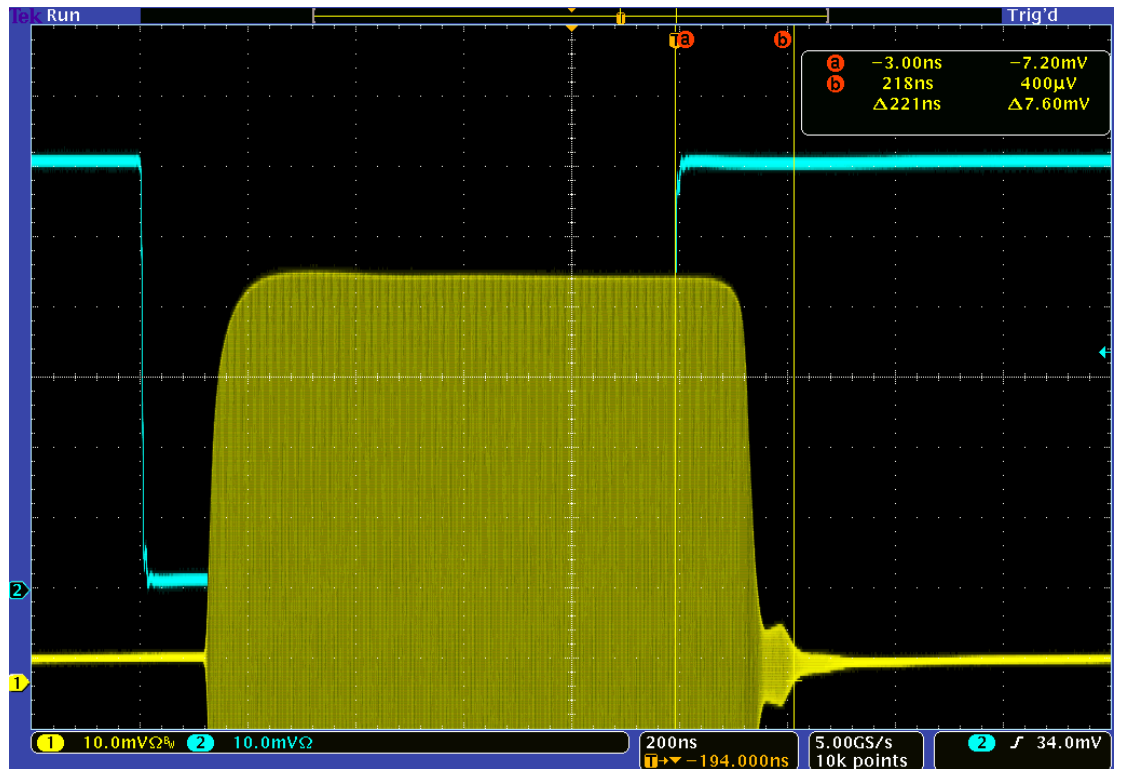 Tek Run Trig'd
T a b
a −3.00ns −7.20mV
b 218ns 400µV
Δ221ns Δ7.60mV
2
1
1 10.0mVΩBW 2 10.0mVΩ 200ns 5.00GS/s 2 34.0mV
T→▼−194.000ns 10k points